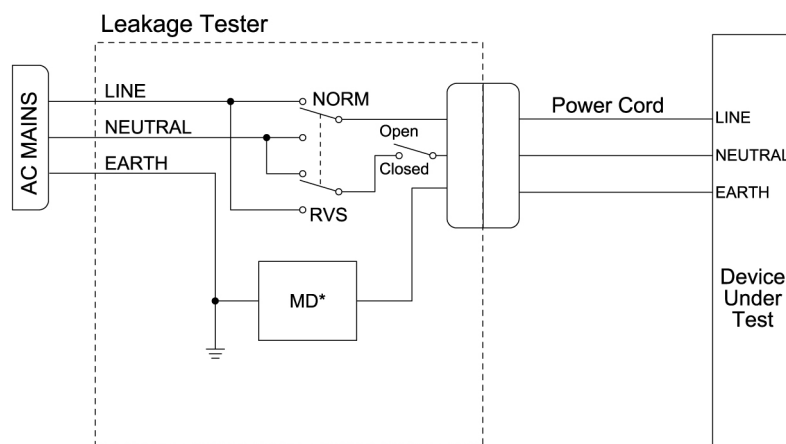 Leakage Tester
AC MAINS
LINE
NEUTRAL
EARTH
NORM
RVS
Open
Closed
MD*
Power Cord
LINE
NEUTRAL
EARTH
Device
Under
Test